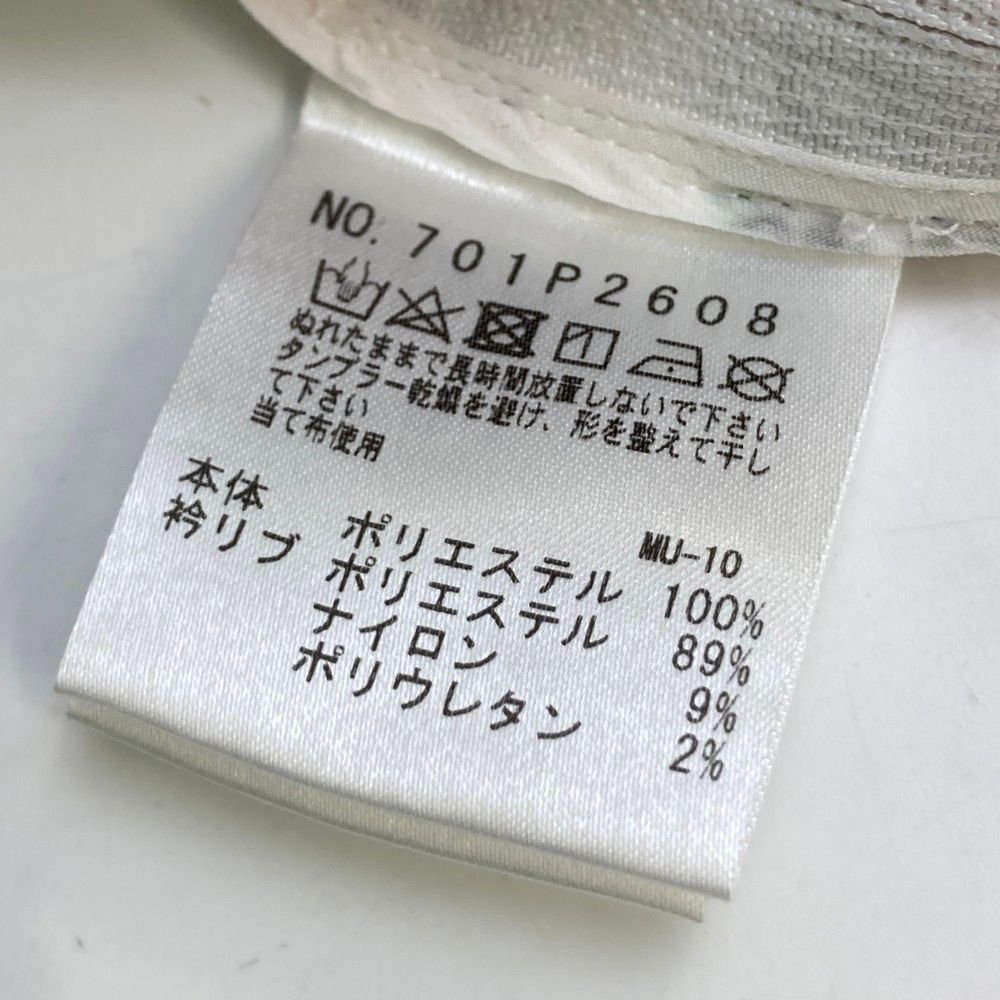 NO. 701P2608
ぬれたままで長時間放置しないで下さい
タンブラー乾燥を避け、形を整えて干し
て下さい
当て布使用
MU-10
本体 ポリエステル 100%
衿リブ ポリエステル 89%
ナイロン 9%
ポリウレタン 2%